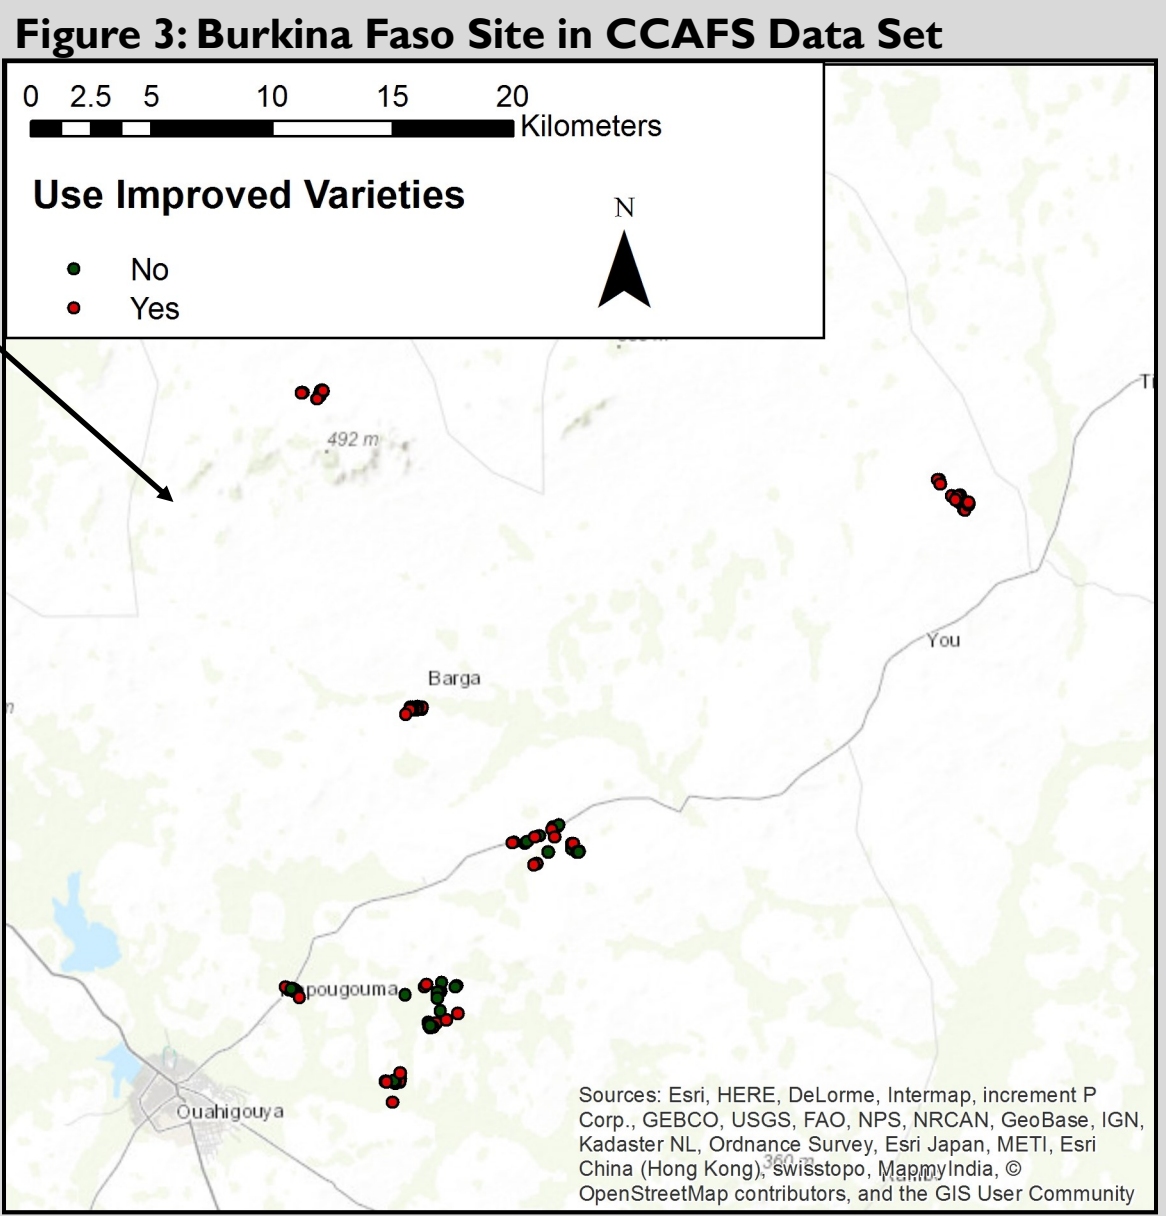 Figure 3: Burkina Faso Site in CCAFS Data Set
0 2.5 5 10 15 20
Kilometers
Use Improved Varieties
N
No
Yes
492 m
Ti
You
Barga
pougouma
Ouahigouya
Sources: Esri, HERE, DeLorme, Intermap, increment P
Corp., GEBCO, USGS, FAO, NPS, NRCAN, GeoBase, IGN,
Kadaster NL, Ordnance Survey, Esri Japan, METI, Esri
China (Hong Kong), swisstopo, MapmyIndia, ©
OpenStreetMap contributors, and the GIS User Community
360 m